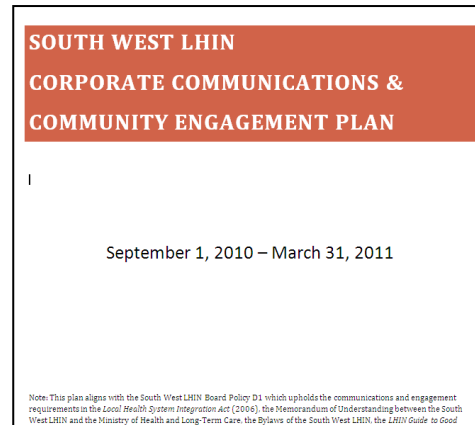 SOUTH WEST LHIN
CORPORATE COMMUNICATIONS &
COMMUNITY ENGAGEMENT PLAN
September 1, 2010 – March 31, 2011
Note: This plan aligns with the South West LHIN Board Policy D1 which upholds the communications and engagement
requirements in the Local Health System Integration Act (2006), the Memorandum of Understanding between the South
West LHIN and the Ministry of Health and Long-Term Care, the Bylaws of the South West LHIN, the LHIN Guide to Good